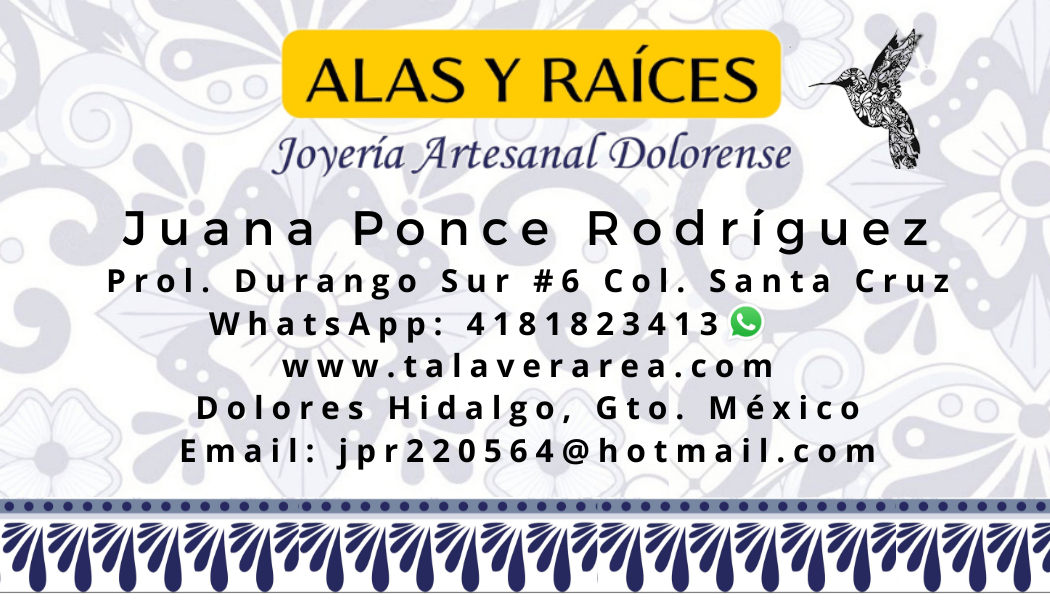 ALAS Y RAÍCES
Joyería Artesanal Dolorense
Juana Ponce Rodríguez
Prol. Durango Sur #6 Col. Santa Cruz
WhatsApp: 4181823413
www.talaverarea.com
Dolores Hidalgo, Gto. México
Email: jpr220564@hotmail.com